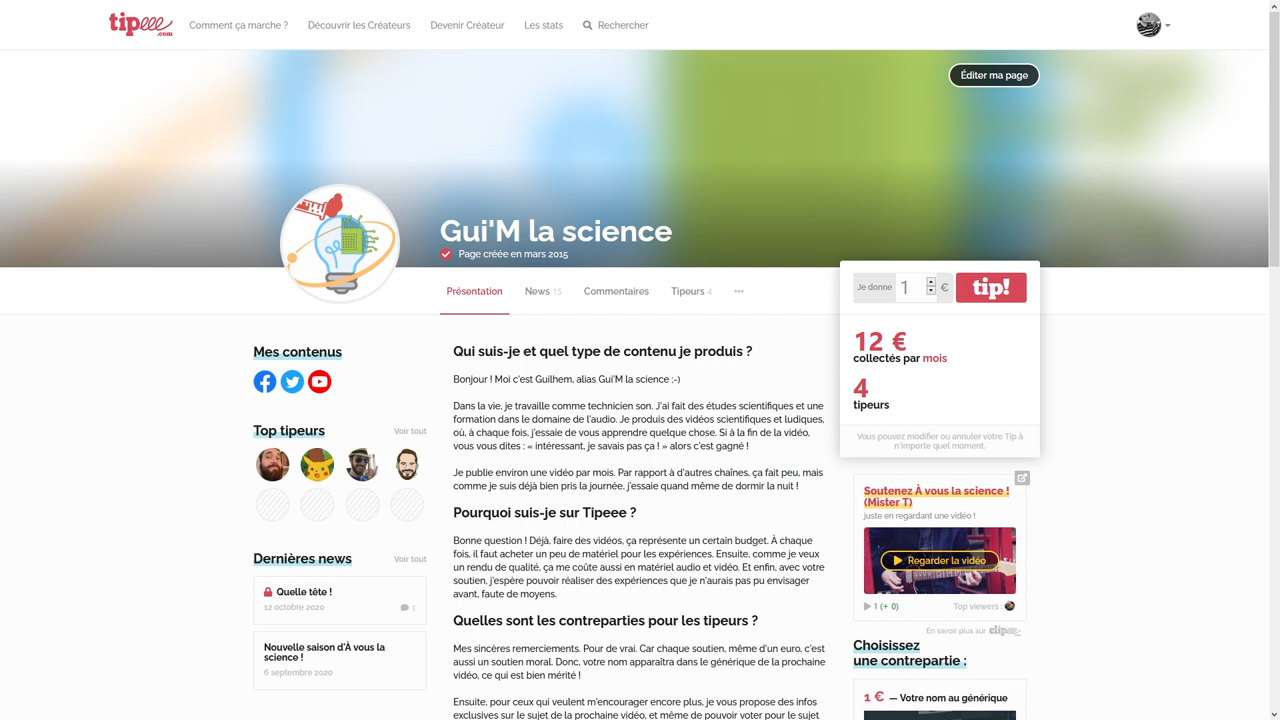 tipeee.com
Comment ça marche ?
Découvrir les Créateurs
Devenir Créateur
Les stats
Rechercher
Éditer ma page
Gui'M la science
Page créée en mars 2015
Présentation
News 15
Commentaires
Tipeurs 4
Je donne 1 €
tip!
12 €
collectés par mois
4
tipeurs
Vous pouvez modifier ou annuler votre Tip à
n'importe quel moment.
Mes contenus
Top tipeurs
Voir tout
Dernières news
Voir tout
Quelle tête !
12 octobre 2020
1
Nouvelle saison d'À vous la
science !
6 septembre 2020
Qui suis-je et quel type de contenu je produis ?
Bonjour ! Moi c'est Guilhem, alias Gui'M la science ;-)
Dans la vie, je travaille comme technicien son. J'ai fait des études scientifiques et une
formation dans le domaine de l'audio. Je produis des vidéos scientifiques et ludiques,
où, à chaque fois, j'essaie de vous apprendre quelque chose. Si à la fin de la vidéo,
vous vous dites : « intéressant, je savais pas ça ! » alors c'est gagné !
Je publie environ une vidéo par mois. Par rapport à d'autres chaînes, ça fait peu, mais
comme je suis déjà bien pris la journée, j'essaie quand même de dormir la nuit !
Pourquoi suis-je sur Tipeee ?
Bonne question ! Déjà, faire des vidéos, ça représente un certain budget. À chaque
fois, il faut acheter un peu de matériel pour les expériences. Ensuite, comme je veux
un rendu de qualité, ça me coûte aussi en matériel audio et vidéo. Et enfin, avec votre
soutien, j'espère pouvoir réaliser des expériences que je n'aurais pas pu envisager
avant, faute de moyens.
Quelles sont les contreparties pour les tipeurs ?
Mes sincères remerciements. Pour de vrai. Car chaque soutien, même d'un euro, c'est
aussi un soutien moral. Donc, votre nom apparaîtra dans le générique de la prochaine
vidéo, ce qui est bien mérité !
Ensuite, pour ceux qui veulent m'encourager encore plus, je vous propose des infos
exclusives sur le sujet de la prochaine vidéo, et même de pouvoir voter pour le sujet
Soutenez À vous la science !
(Mister T)
juste en regardant une vidéo !
Regarder la vidéo
1 (+ 0)
Top viewers :
En savoir plus sur clipeee
Choisissez
une contrepartie :
1 € — Votre nom au générique